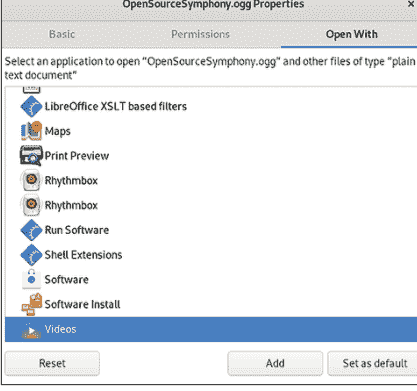 OpenSourceSymphony.ogg Properties ×
Basic Permissions Open With
Select an application to open "OpenSourceSymphony.ogg" and other files of type "plain
text document"
LibreOffice XSLT based filters
Maps
Print Preview
Rhythmbox
Rhythmbox
Run Software
Shell Extensions
Software
Software Install
Videos
Reset Add Set as default